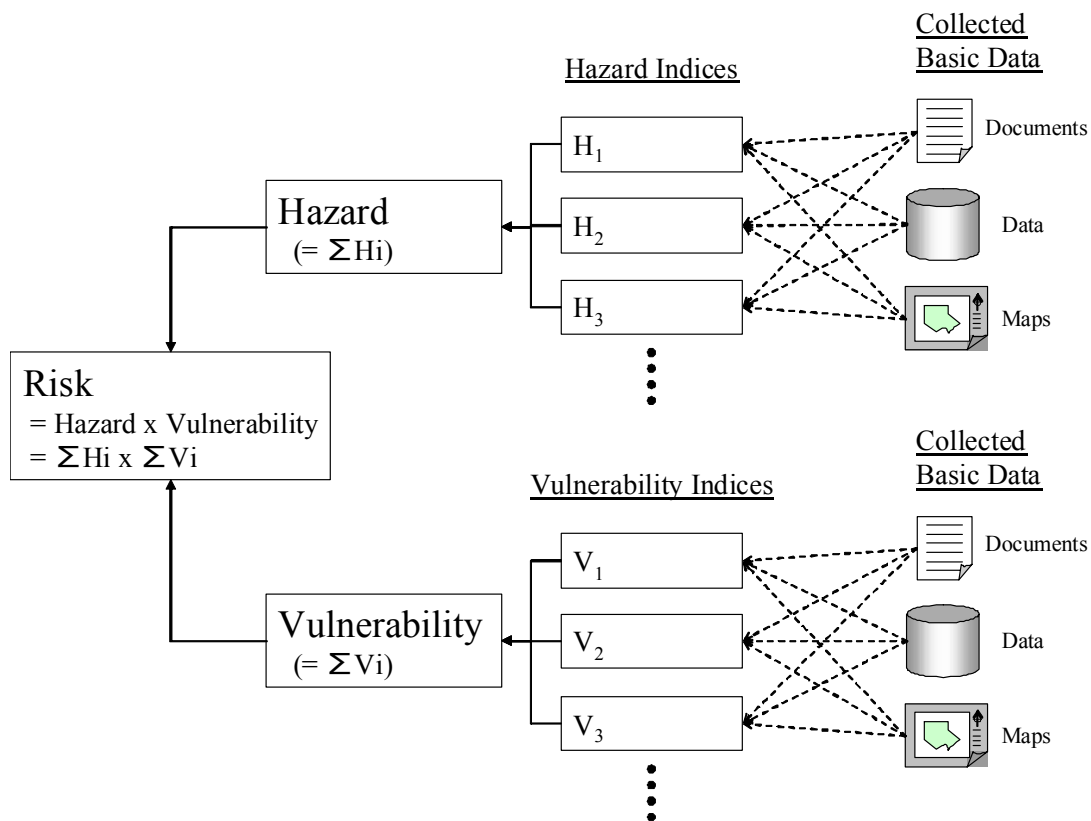 Collected
Basic Data
Hazard Indices
Documents
H1
Hazard
(= ΣHi)
H2
Data
H3
Maps
Risk
= Hazard x Vulnerability
= ΣHi x ΣVi
Collected
Basic Data
Vulnerability Indices
Documents
V1
Vulnerability
(= ΣVi)
V2
Data
V3
Maps